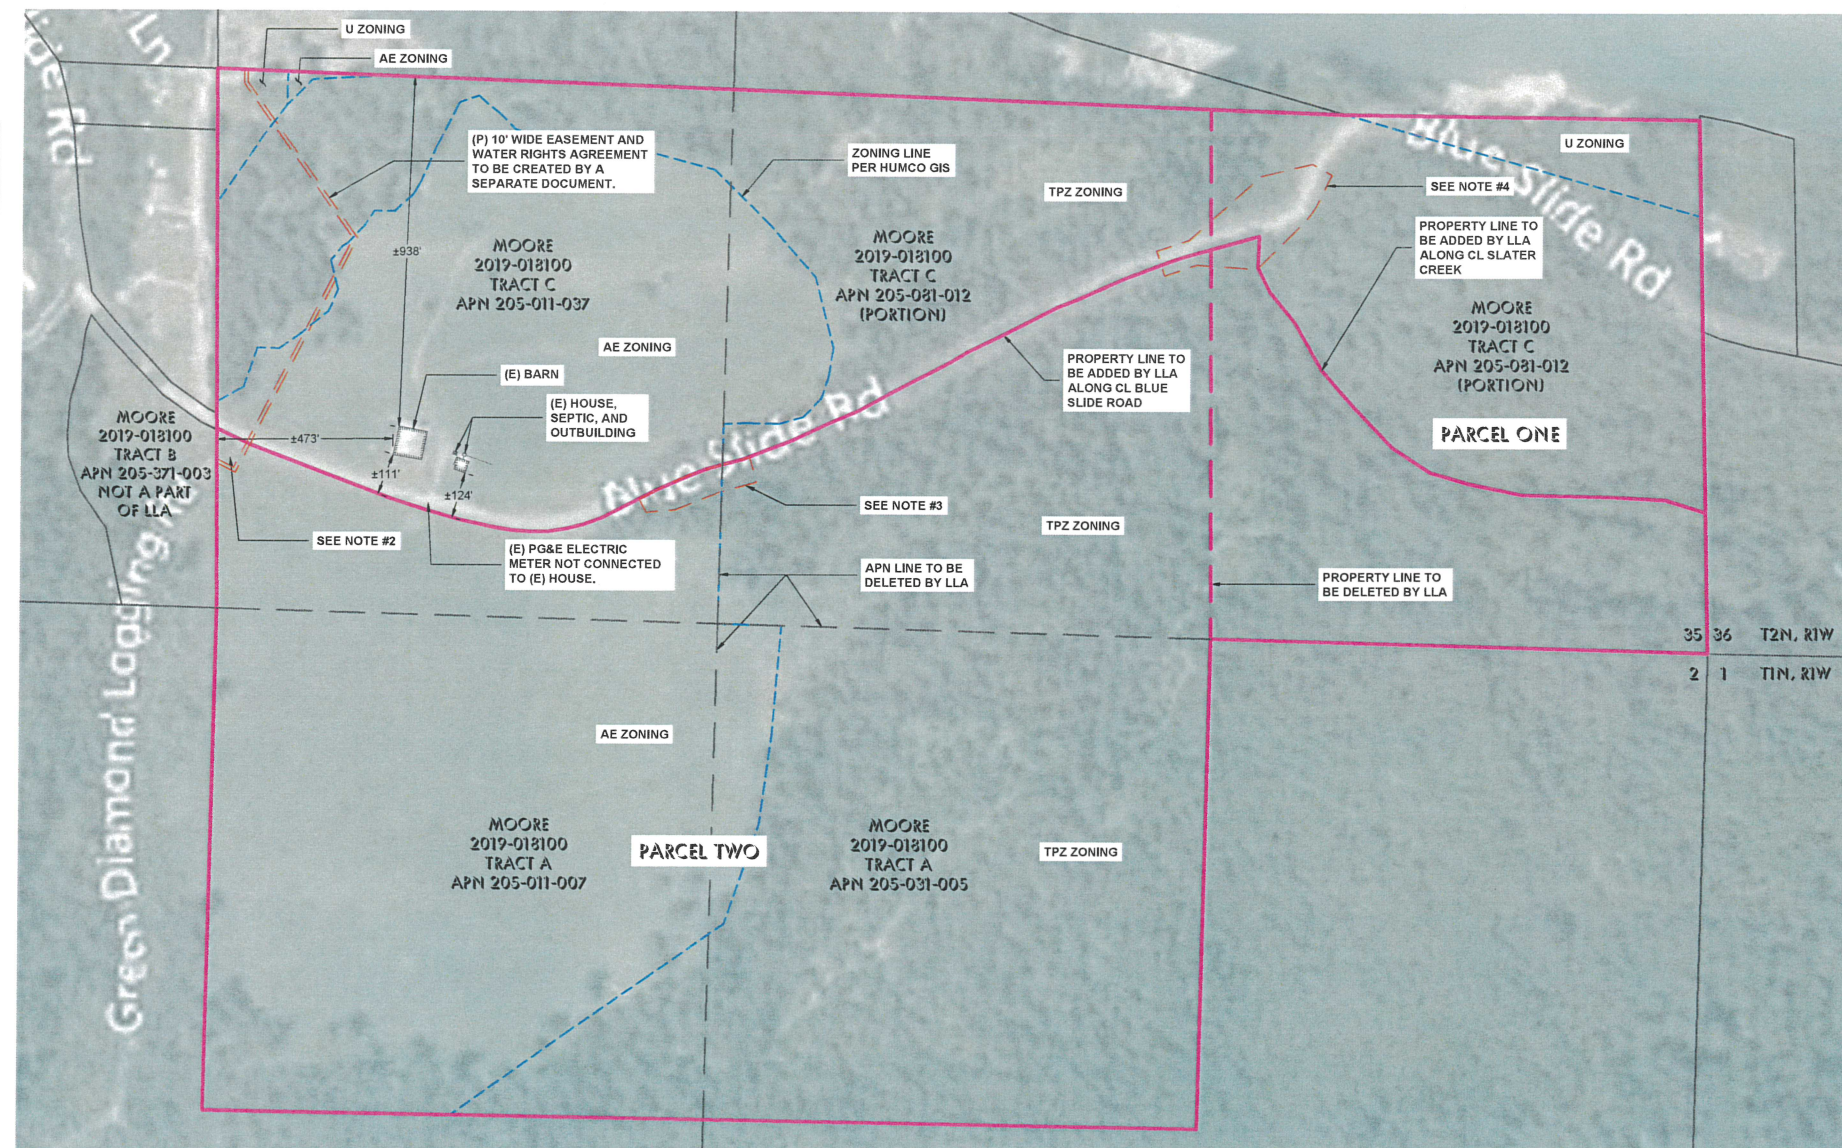 U ZONING
AE ZONING
Ln
ide Rd
(P) 10' WIDE EASEMENT AND
WATER RIGHTS AGREEMENT
TO BE CREATED BY A
SEPARATE DOCUMENT.
ZONING LINE
PER HUMCO GIS
TPZ ZONING
U ZONING
Blue Slide Rd
SEE NOTE #4
PROPERTY LINE TO
BE ADDED BY LLA
ALONG CL SLATER
CREEK
±938'
MOORE
2019-018100
TRACT C
APN 205-011-037
MOORE
2019-018100
TRACT C
APN 205-081-012
(PORTION)
MOORE
2019-018100
TRACT C
APN 205-081-012
(PORTION)
PARCEL ONE
AE ZONING
(E) BARN
(E) HOUSE,
SEPTIC, AND
OUTBUILDING
PROPERTY LINE TO
BE ADDED BY LLA
ALONG CL BLUE
SLIDE ROAD
Blue Slide Rd
MOORE
2019-018100
TRACT B
APN 205-371-003
NOT A PART
OF LLA
±473'
±111'
±124'
SEE NOTE #2
SEE NOTE #3
TPZ ZONING
(E) PG&E ELECTRIC
METER NOT CONNECTED
TO (E) HOUSE.
APN LINE TO BE
DELETED BY LLA
PROPERTY LINE TO
BE DELETED BY LLA
35 36 T2N, R1W
2 1 T1N, R1W
Green Diamond Logging Rd
AE ZONING
MOORE
2019-018100
TRACT A
APN 205-011-007
PARCEL TWO
MOORE
2019-018100
TRACT A
APN 205-031-005
TPZ ZONING